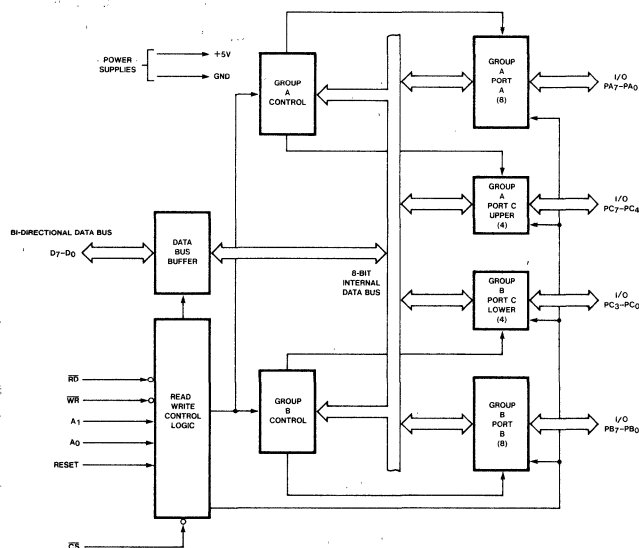 POWER
SUPPLIES
+5V
GND
GROUP
A
CONTROL
GROUP
A
PORT
A
(8)
I/O
PA7-PA0
GROUP
A
PORT C
UPPER
(4)
I/O
PC7-PC4
BI-DIRECTIONAL DATA BUS
D7-D0
DATA
BUS
BUFFER
8-BIT
INTERNAL
DATA BUS
GROUP
B
PORT C
LOWER
(4)
I/O
PC3-PC0
RD
WR
A1
A0
RESET
READ
WRITE
CONTROL
LOGIC
GROUP
B
CONTROL
GROUP
B
PORT
B
(8)
I/O
PB7-PB0
CS